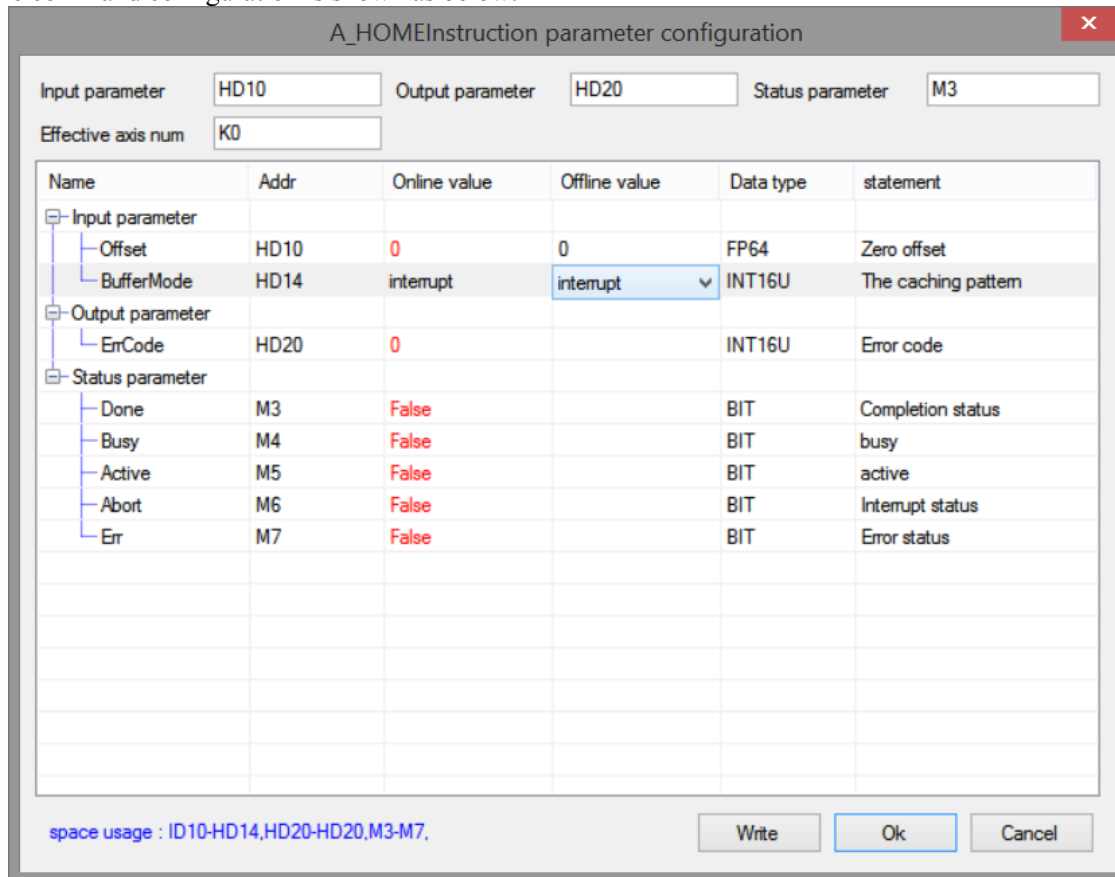 A_HOMEInstruction parameter configuration
Input parameter HD10 Output parameter HD20 Status parameter M3
Effective axis num K0
Name Addr Online value Offline value Data type statement
Input parameter
Offset HD10 0 0 FP64 Zero offset
BufferMode HD14 interrupt interrupt INT16U The caching pattern
Output parameter
ErrCode HD20 0 INT16U Error code
Status parameter
Done M3 False BIT Completion status
Busy M4 False BIT busy
Active M5 False BIT active
Abort M6 False BIT Interrupt status
Err M7 False BIT Error status
space usage : ID10-HD14,HD20-HD20,M3-M7, Write Ok Cancel